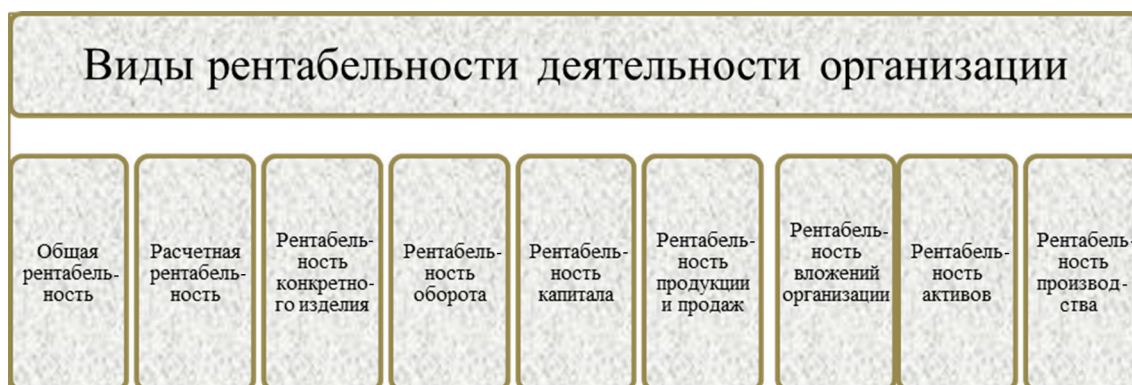 Виды рентабельности деятельности организации
Общая
рентабель-
ность
Расчетная
рентабель-
ность
Рентабель-
ность
конкретно-
го изделия
Рентабель-
ность
оборота
Рентабель-
ность
капитала
Рентабель-
ность
продукции
и продаж
Рентабель-
ность
вложений
организации
Рентабель-
ность
активов
Рентабель-
ность
производ-
ства